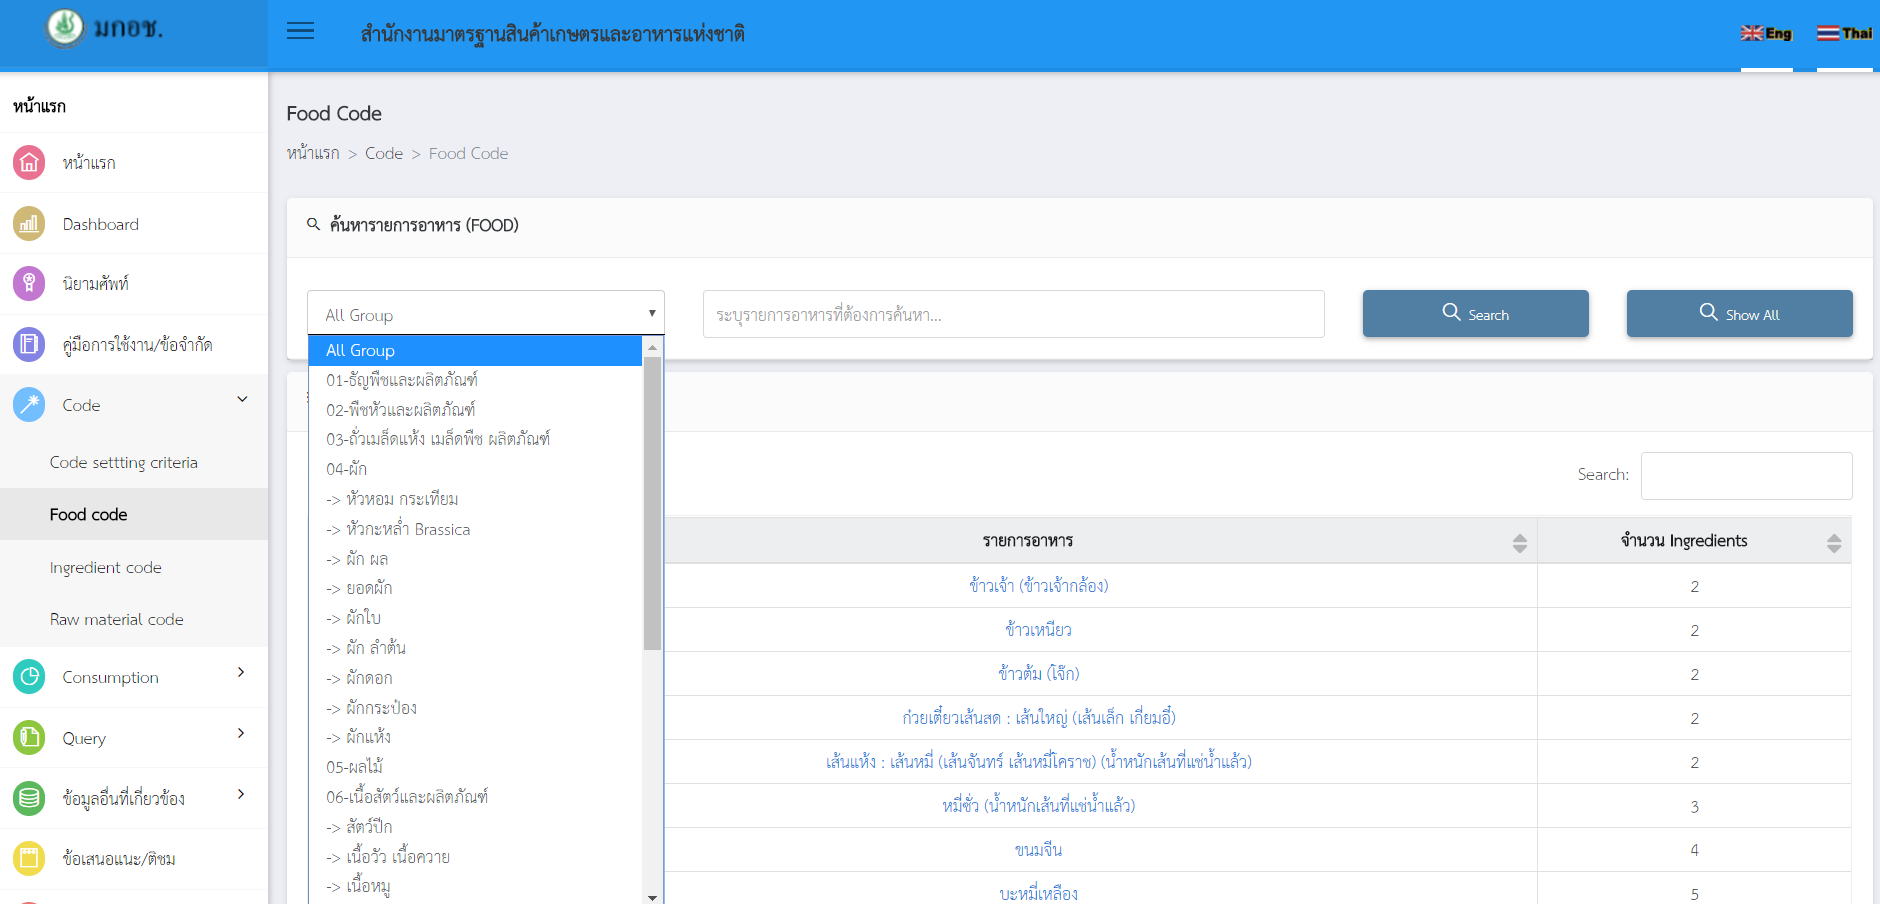 มกอช.
สำนักงานมาตรฐานสินค้าเกษตรและอาหารแห่งชาติ
Eng
Thai
หน้าแรก
หน้าแรก
Dashboard
นิยามศัพท์
คู่มือการใช้งาน/ข้อจำกัด
Code
Code settting criteria
Food code
Ingredient code
Raw material code
Consumption
Query
ข้อมูลอื่นที่เกี่ยวข้อง
ข้อเสนอแนะ/ติชม
Food Code
หน้าแรก > Code > Food Code
ค้นหารายการอาหาร (FOOD)
All Group
ระบุรายการอาหารที่ต้องการค้นหา...
Search
Show All
All Group
01-ธัญพืชและผลิตภัณฑ์
02-พืชหัวและผลิตภัณฑ์
03-ถั่วเมล็ดแห้ง เมล็ดพืช ผลิตภัณฑ์
04-ผัก
-> หัวหอม กระเทียม
-> หัวกะหล่ำ Brassica
-> ผัก ผล
-> ยอดผัก
-> ผักใบ
-> ผัก ลำต้น
-> ผักดอก
-> ผักกระป๋อง
-> ผักแห้ง
05-ผลไม้
06-เนื้อสัตว์และผลิตภัณฑ์
-> สัตว์ปีก
-> เนื้อวัว เนื้อควาย
-> เนื้อหมู
Search:
รายการอาหาร จำนวน Ingredients
ข้าวเจ้า (ข้าวเจ้ากล้อง) 2
ข้าวเหนียว 2
ข้าวต้ม (โจ๊ก) 2
ก๋วยเตี๋ยวเส้นสด : เส้นใหญ่ (เส้นเล็ก เกี่ยมอี๋) 2
เส้นแห้ง : เส้นหมี่ (เส้นจันทร์ เส้นหมี่โคราช) (น้ำหนักเส้นที่แช่น้ำแล้ว) 2
หมี่ซั่ว (น้ำหนักเส้นที่แช่น้ำแล้ว) 3
ขนมจีน 4
บะหมี่เหลือง 5